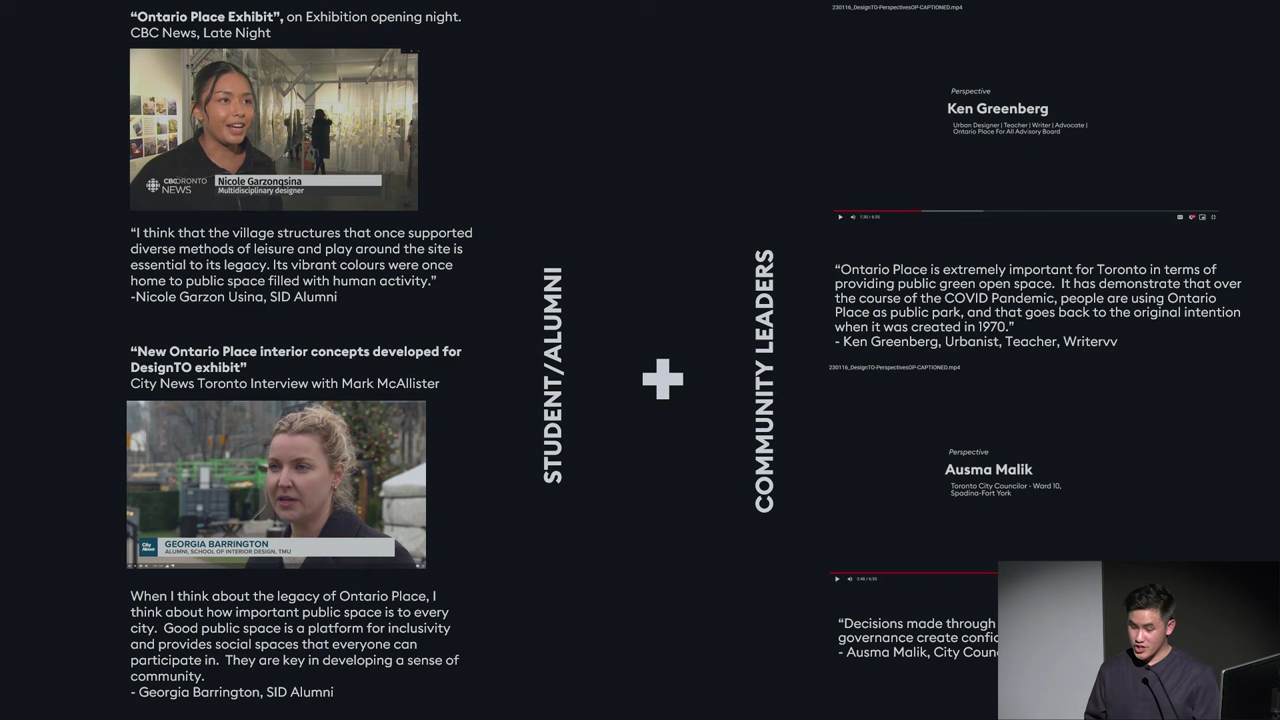 “Ontario Place Exhibit”, on Exhibition opening night.
CBC News, Late Night
CBC TORONTO
NEWS
Nicole Garzongsina
Multidisciplinary designer
“I think that the village structures that once supported
diverse methods of leisure and play around the site is
essential to its legacy. Its vibrant colours were once
home to public space filled with human activity.”
-Nicole Garzon Usina, SID Alumni
“New Ontario Place interior concepts developed for
DesignTO exhibit”
City News Toronto Interview with Mark McAllister
City
News
GEORGIA BARRINGTON
ALUMNI, SCHOOL OF INTERIOR DESIGN, TMU
When I think about the legacy of Ontario Place, I
think about how important public space is to every
city. Good public space is a platform for inclusivity
and provides social spaces that everyone can
participate in. They are key in developing a sense of
community.
- Georgia Barrington, SID Alumni
STUDENT/ALUMNI
COMMUNITY LEADERS
230116_DesignTO-PerspectivesOP-CAPTIONED.mp4
Perspective
Ken Greenberg
Urban Designer | Teacher | Writer | Advocate |
Ontario Place For All Advisory Board
1:30 / 6:35
“Ontario Place is extremely important for Toronto in terms of
providing public green open space. It has demonstrate that over
the course of the COVID Pandemic, people are using Ontario
Place as public park, and that goes back to the original intention
when it was created in 1970.”
- Ken Greenberg, Urbanist, Teacher, Writervv
230116_DesignTO-PerspectivesOP-CAPTIONED.mp4
Perspective
Ausma Malik
Toronto City Councilor - Ward 10,
Spadina-Fort York
3:48 / 6:35
“Decisions made through
governance create
- Ausma Malik, City